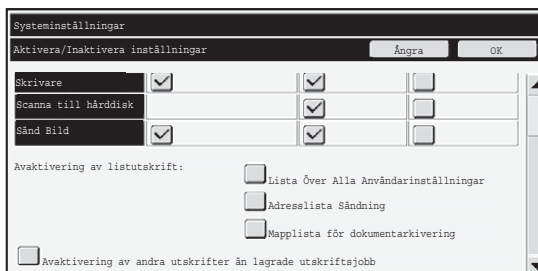 Systeminställningar
Aktivera/Inaktivera inställningar Ångra OK
Skrivare
Scanna till hårddisk
Sänd Bild
Avaktivering av listutskrift:
Lista Över Alla Användarinställningar
Adresslista Sändning
Mapplista för dokumentarkivering
Avaktivering av andra utskrifter än lagrade utskriftsjobb